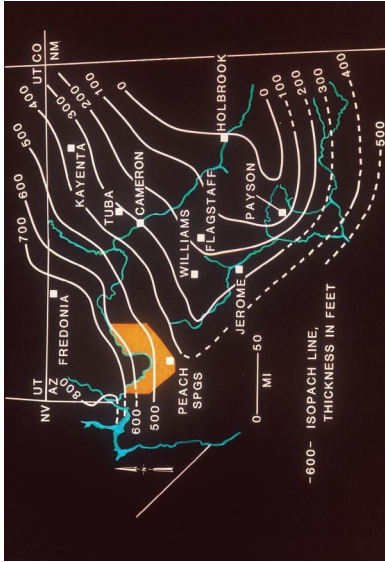 NV UT
AZ
UT CO
NM
700
600
500
400
300
200
100
0
800
FREDONIA
KAYENTA
TUBA
CAMERON
600
500
PEACH
SPGS
WILLIAMS
FLAGSTAFF
HOLBROOK
JEROME
PAYSON
0
100
200
300
400
500
0 50
MI
-600- ISOPACH LINE,
THICKNESS IN FEET